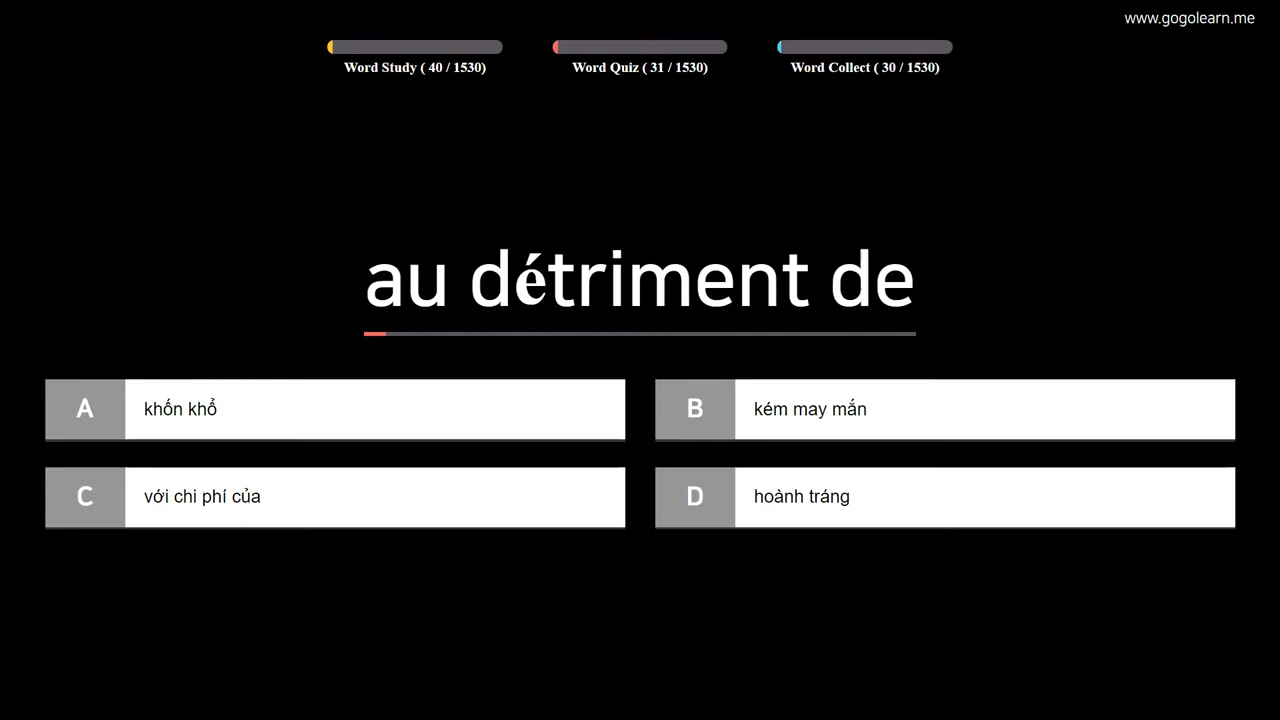 www.gogolearn.me
Word Study ( 40 / 1530)
Word Quiz ( 31 / 1530)
Word Collect ( 30 / 1530)
au détriment de
A khốn khổ
B kém may mắn
C với chi phí của
D hoành tráng